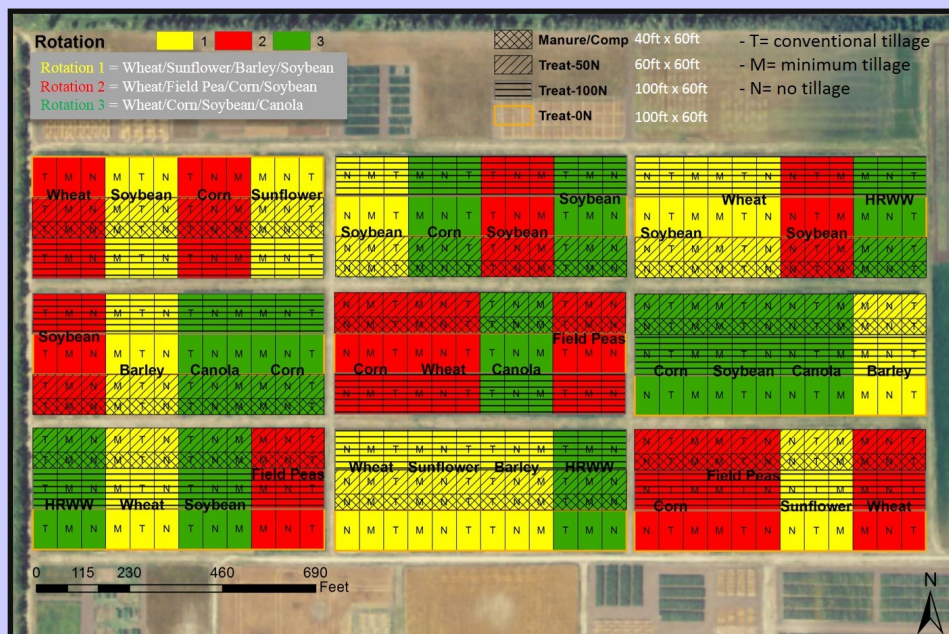 Rotation 1 2 3
Rotation 1 = Wheat/Sunflower/Barley/Soybean
Rotation 2 = Wheat/Field Pea/Corn/Soybean
Rotation 3 = Wheat/Corn/Soybean/Canola
Manure/Comp 40ft x 60ft
Treat-50N 60ft x 60ft
Treat-100N 100ft x 60ft
Treat-0N 100ft x 60ft
- T= conventional tillage
- M= minimum tillage
- N= no tillage
T M N M T N T N M M N T
Wheat Soybean Corn Sunflower
T M N M T N T N M M N T
T M N M T N T N M M N T
T M N M T N T N M M N T
N M T M N T T N M T M N
Soybean
N M T M N T T N M T M N
Soybean Corn Soybean
N M T M N T T N M T M N
N M T M N T T N M T M N
Wheat HRWW
Soybean Soybean
T M N M T N T N M M N T
Soybean
T M N M T N T N M M N T
Barley Canola Corn
T M N M T N T N M M N T
T M N M T N T N M M N T
Field Peas
Corn Wheat Canola
Corn Soybean Canola Barley
N T M M T N N T M M N T
T M N M T N T N M M N T
T M N M T N T N M M N T
Field Peas
T M N M T N T N M M N T
HRWW Wheat Soybean
T M N M T N T N M M N T
Wheat Sunflower Barley HRWW
Field Peas
Corn Sunflower Wheat
0 115 230 460 690
Feet
N